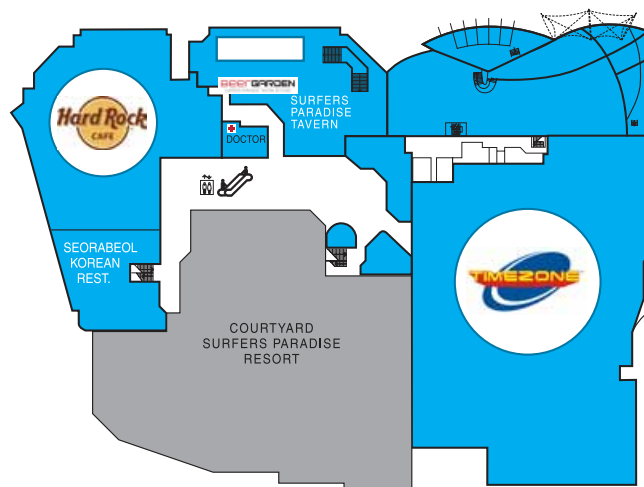 Hard Rock
CAFE
BEER GARDEN
SURFERS
PARADISE
TAVERN
DOCTOR
SEORABEOL
KOREAN
REST.
TIMEZONE
COURTYARD
SURFERS PARADISE
RESORT